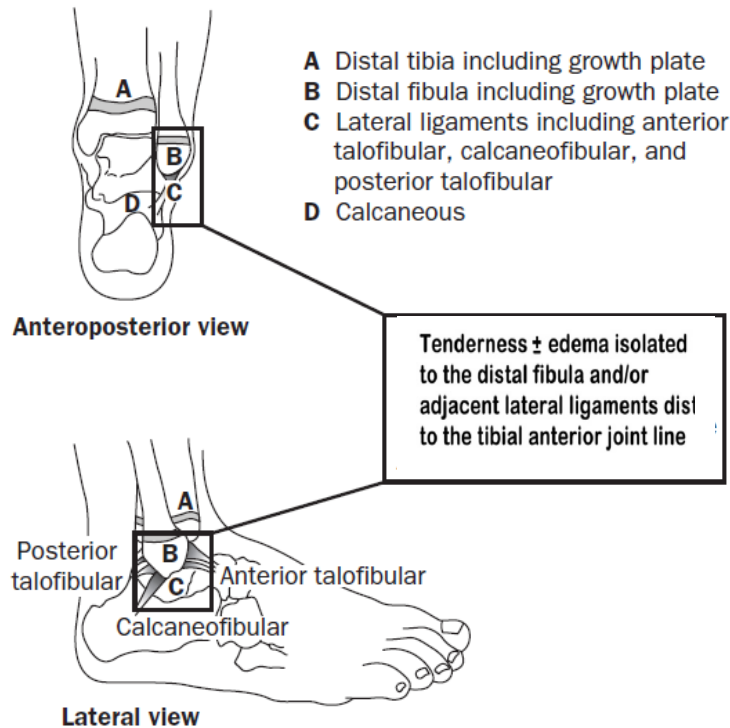 A
B
C
D
A Distal tibia including growth plate
B Distal fibula including growth plate
C Lateral ligaments including anterior
talofibular, calcaneofibular, and
posterior talofibular
D Calcaneous
Anteroposterior view
Tenderness ± edema isolated
to the distal fibula and/or
adjacent lateral ligaments dist
to the tibial anterior joint line
A
B
C
Posterior
talofibular
Anterior talofibular
Calcaneofibular
Lateral view